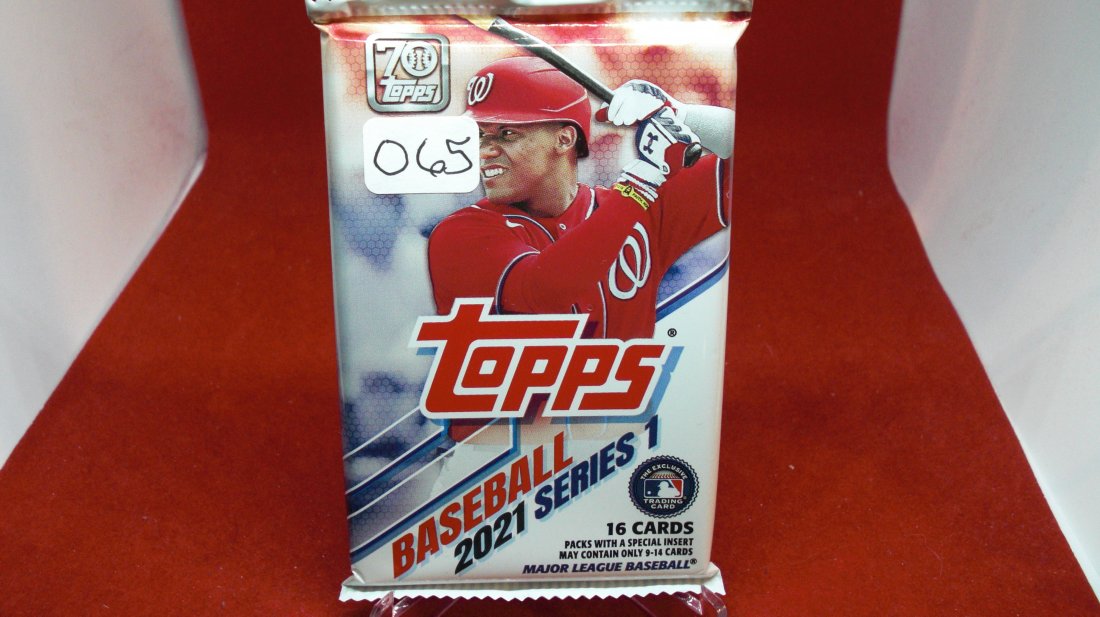 70
TOPPS
065
W
W
TOPPS®
BASEBALL
2021 SERIES 1
THE EXCLUSIVE
TRADING
CARD
16 CARDS
PACKS WITH A SPECIAL INSERT
MAY CONTAIN ONLY 9-14 CARDS
MAJOR LEAGUE BASEBALL®